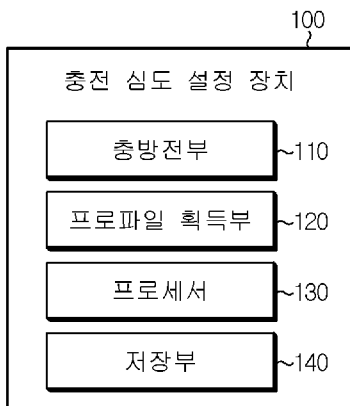 100
충전 심도 설정 장치
충방전부 110
프로파일 획득부 120
프로세서 130
저장부 140